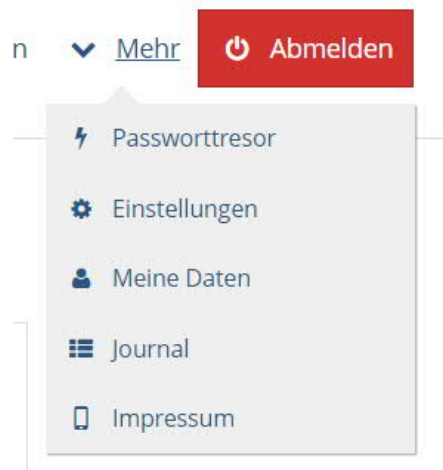 n Mehr Abmelden
Passworttresor
Einstellungen
Meine Daten
Journal
Impressum